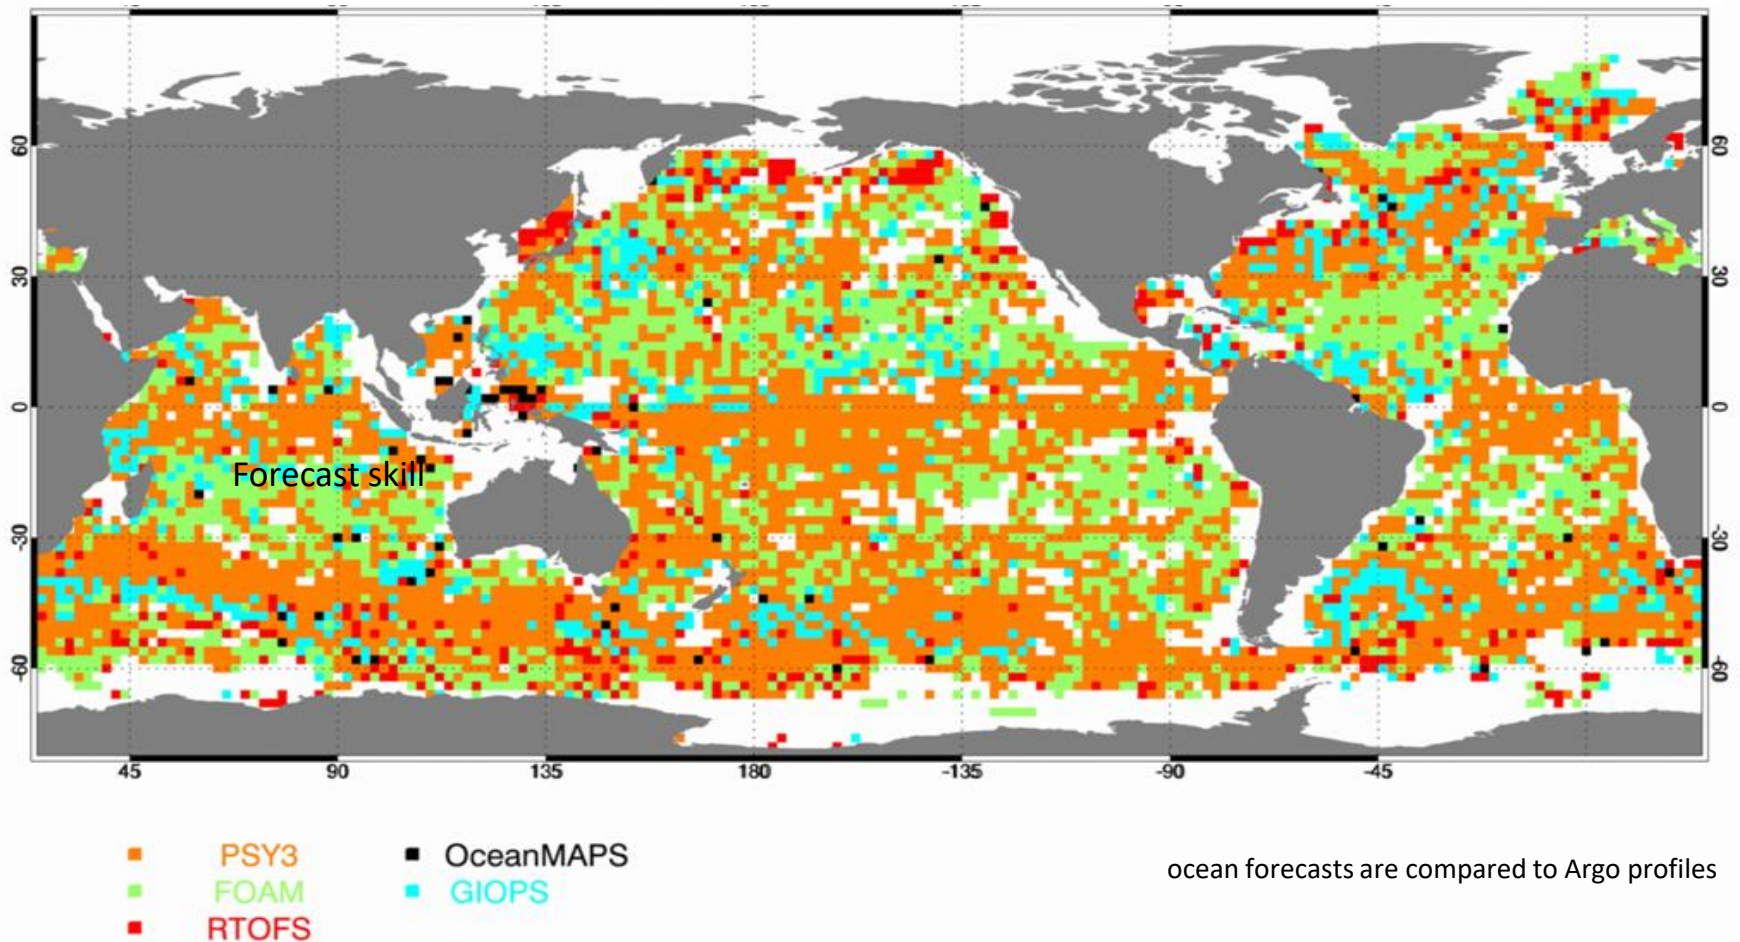 60 60
30 30
0 0
Forecast skill
-30 -30
-60 -60
45 90 135 180 -135 -90 -45
PSY3 OceanMAPS
FOAM GIOPS
ocean forecasts are compared to Argo profiles
RTOFS